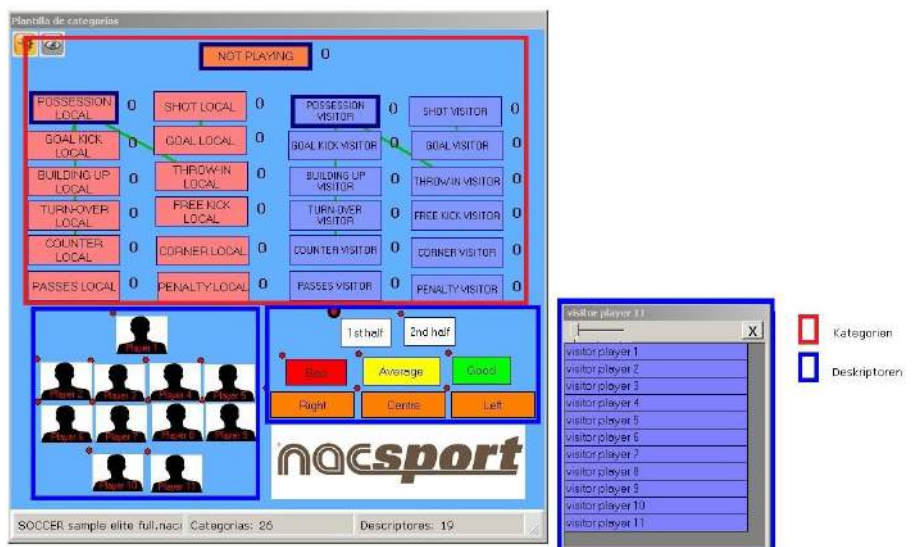 Plantilla de categorias
NOT PLAYING 0
POSSESSION LOCAL 0
SHOT LOCAL 0
POSSESSION VISITOR 0
SHOT VISITOR 0
GOAL KICK LOCAL 0
GOAL LOCAL 0
GOAL KICK VISITOR 0
GOAL VISITOR 0
BUILDING UP LOCAL 0
THROW-IN LOCAL 0
BUILDING UP VISITOR 0
THROW-IN VISITOR 0
TURN-OVER LOCAL 0
FREE KICK LOCAL 0
TURN-OVER VISITOR 0
FREE KICK VISITOR 0
COUNTER LOCAL 0
CORNER LOCAL 0
COUNTER VISITOR 0
CORNER VISITOR 0
PASSES LOCAL 0
PENALTY LOCAL 0
PASSES VISITOR 0
PENALTY VISITOR 0
Player 1
Player 2 Player 3 Player 4 Player 5
Player 6 Player 7 Player 8 Player 9
Player 10 Player 11
1st half 2nd half
Bad Average Good
Right Centre Left
nacsport
SOCCER sample elite full.naci Categorias: 26 Descriptores: 19
visitor player 11
X
visitor player 1
visitor player 2
visitor player 3
visitor player 4
visitor player 5
visitor player 6
visitor player 7
visitor player 8
visitor player 9
visitor player 10
visitor player 11
Kategorien
Deskriptoren